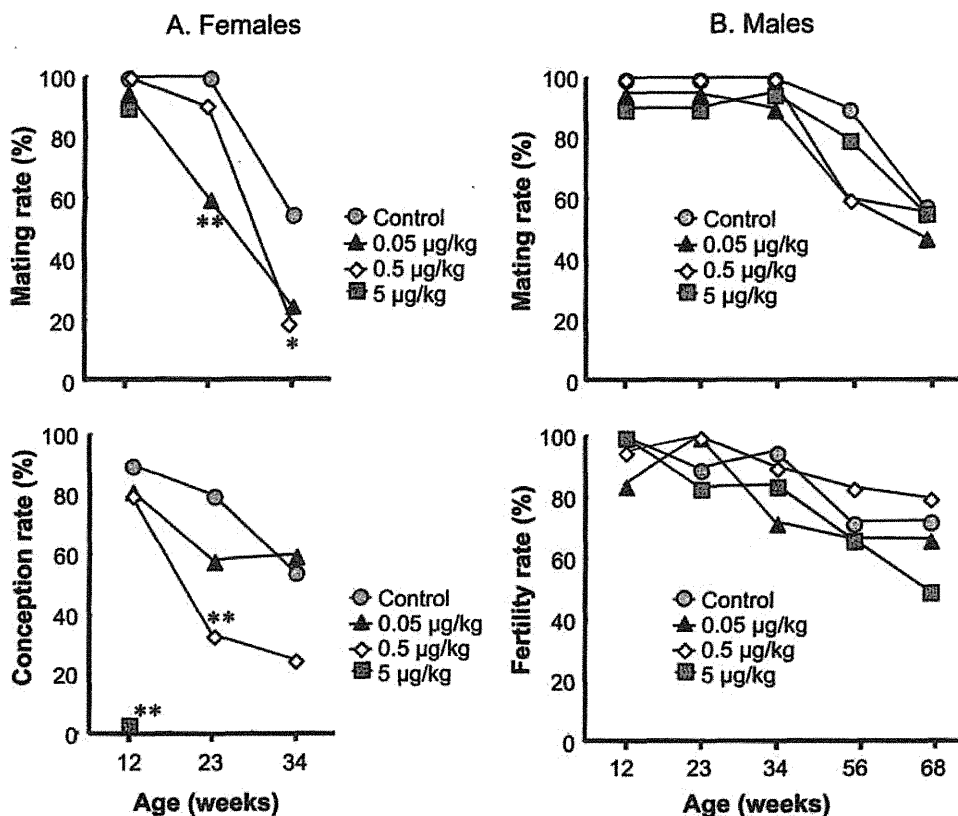 A. Females
B. Males
Mating rate (%)
100
80
60
40
20
0
**
*
Control
0.05 µg/kg
0.5 µg/kg
5 µg/kg
Mating rate (%)
100
80
60
40
20
0
Control
0.05 µg/kg
0.5 µg/kg
5 µg/kg
Conception rate (%)
100
80
60
40
20
0
**
**
Control
0.05 µg/kg
0.5 µg/kg
5 µg/kg
12 23 34
Age (weeks)
Fertility rate (%)
100
80
60
40
20
0
Control
0.05 µg/kg
0.5 µg/kg
5 µg/kg
12 23 34 56 68
Age (weeks)